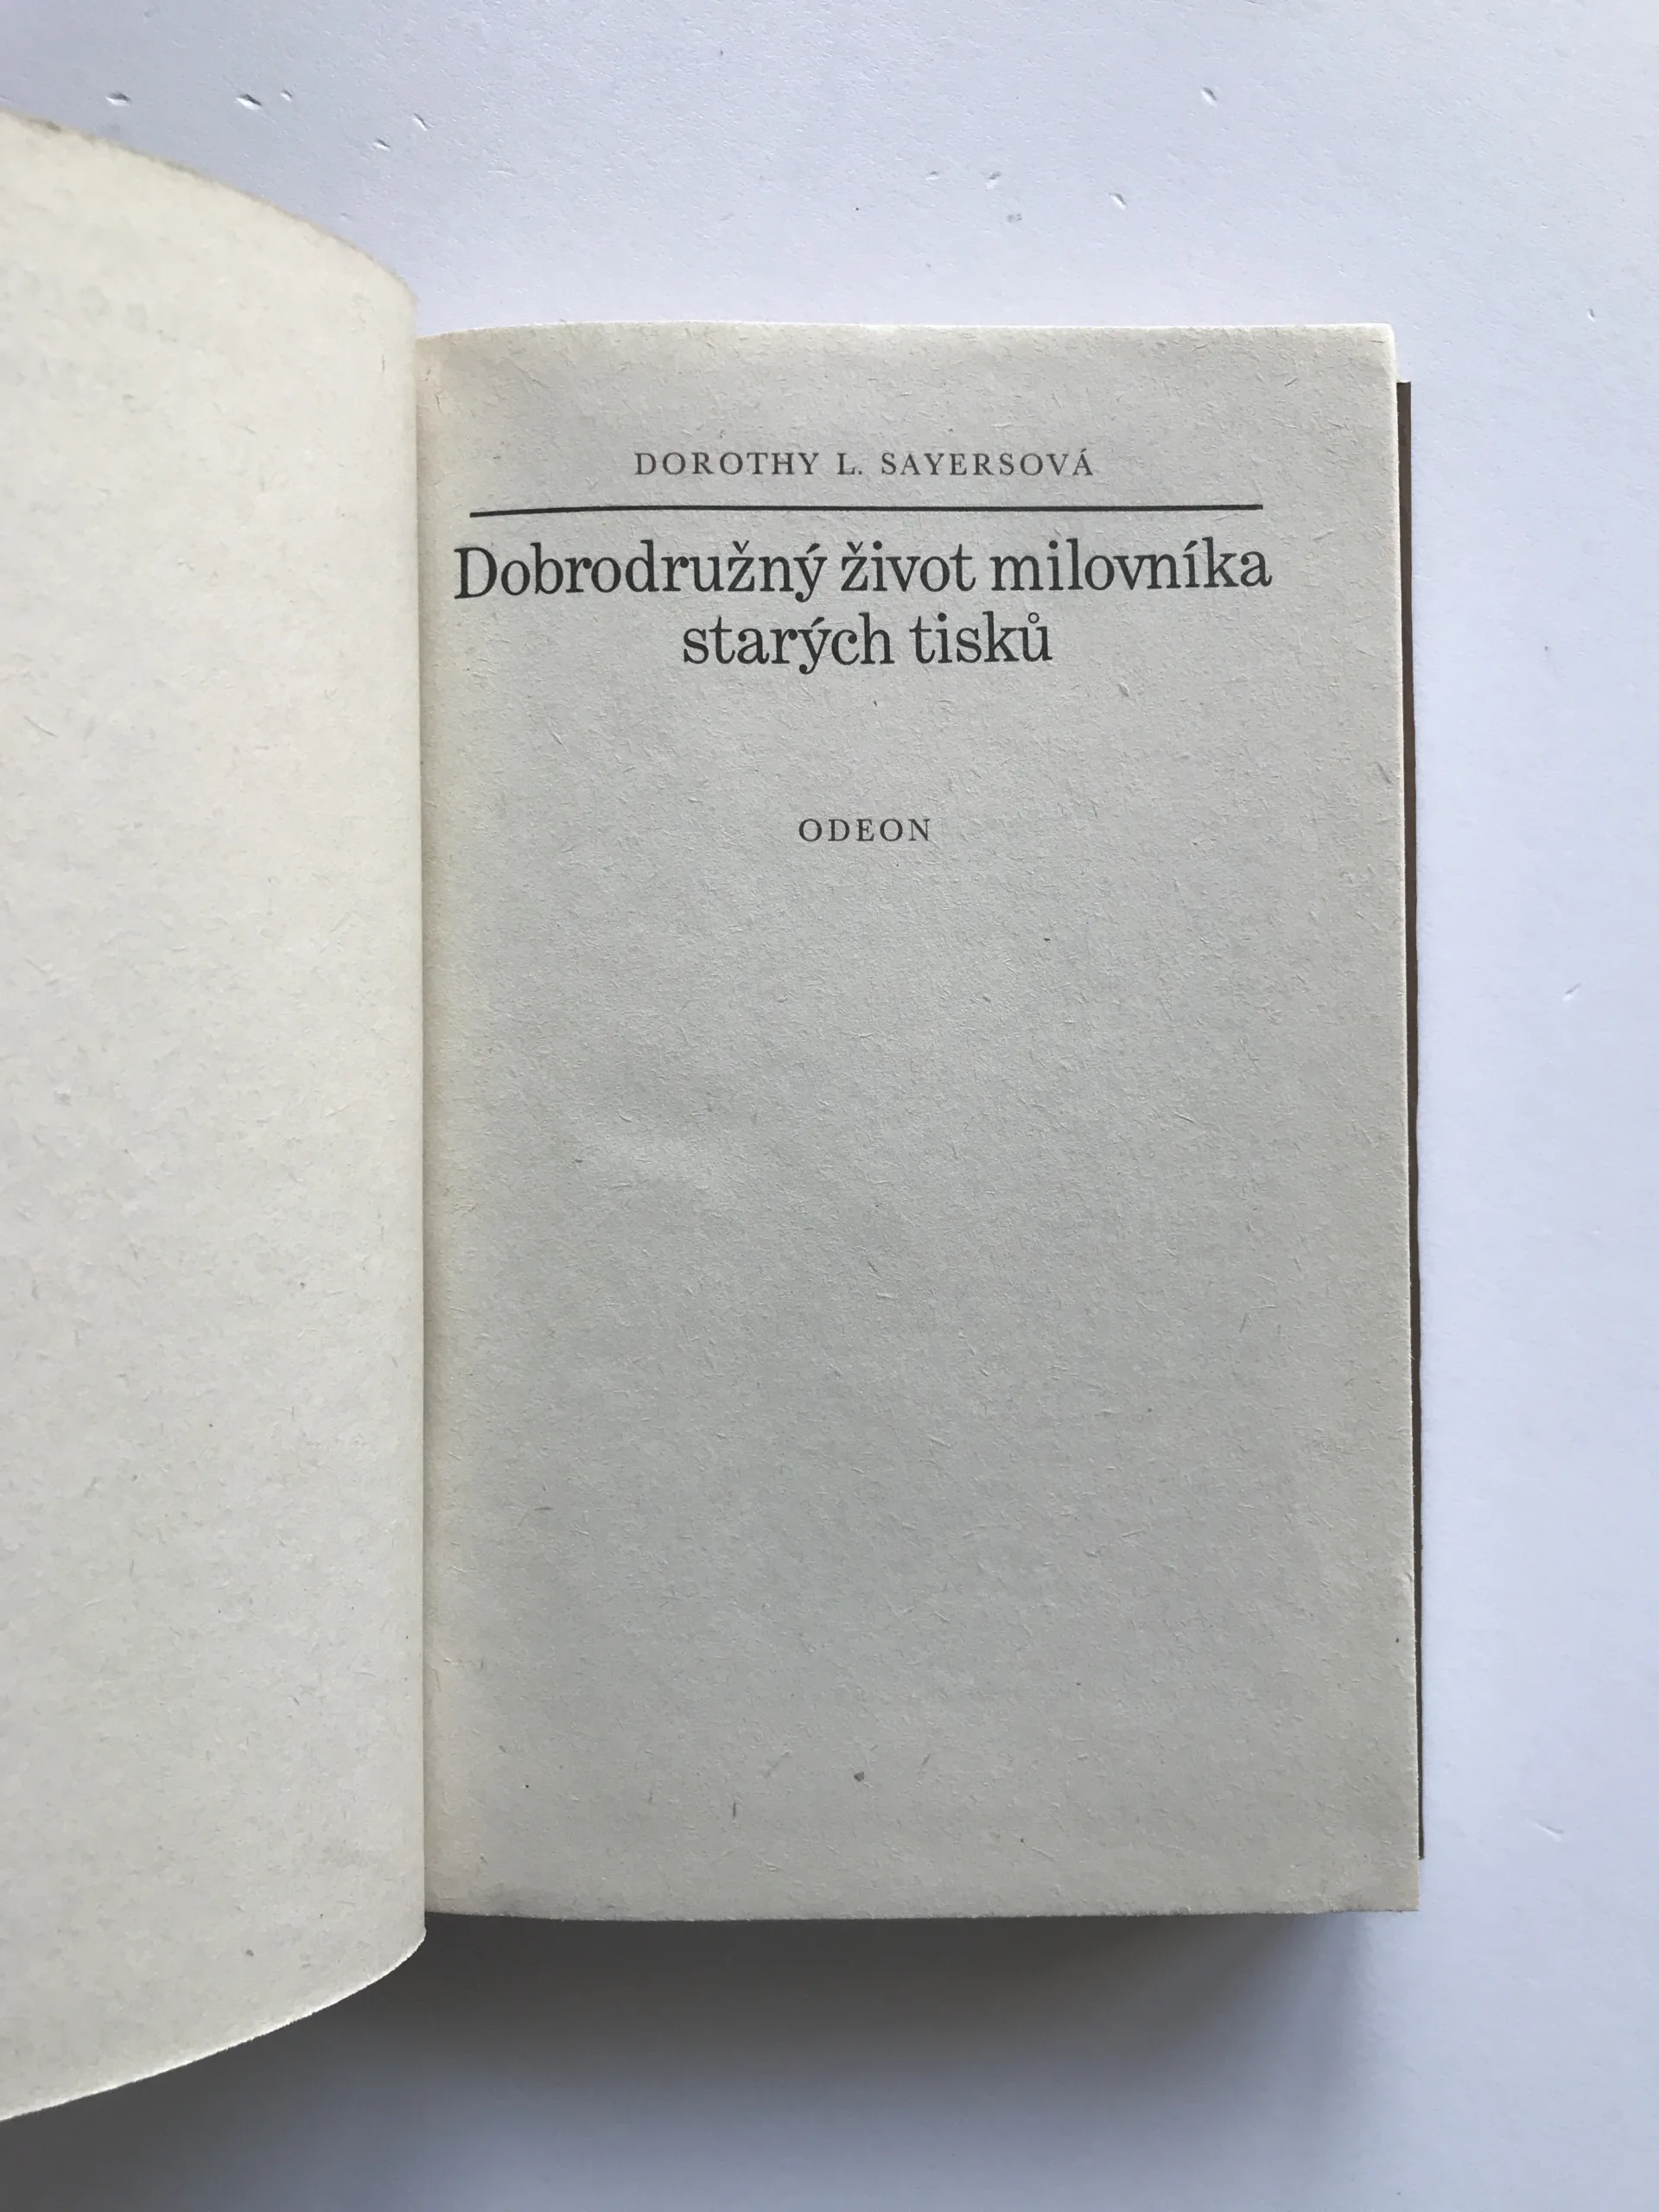 DOROTHY L. SAYERSOVÁ
Dobrodružný život milovníka
starých tisků
ODEON